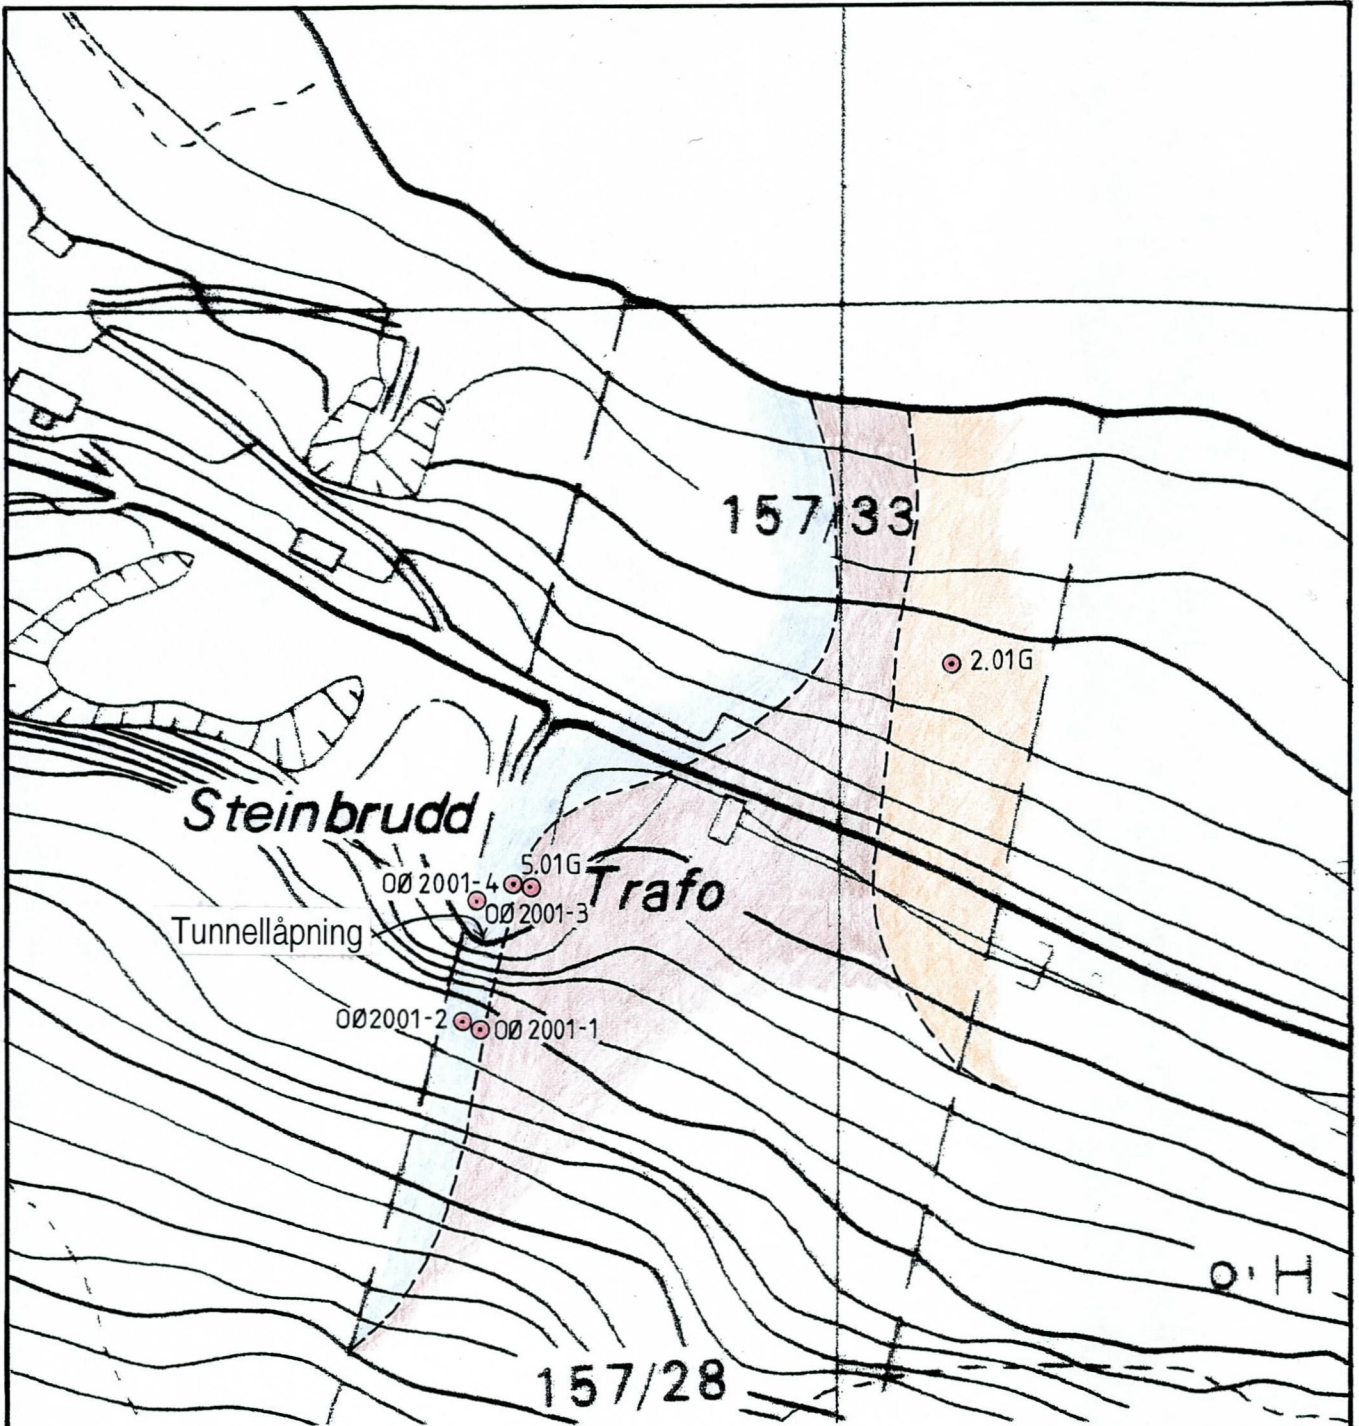 157/33
2.01G
Steinbrudd
5.01G
OØ 2001-4
Trafo
OØ 2001-3
Tunnellåpning
OØ2001-2
OØ 2001-1
157/28